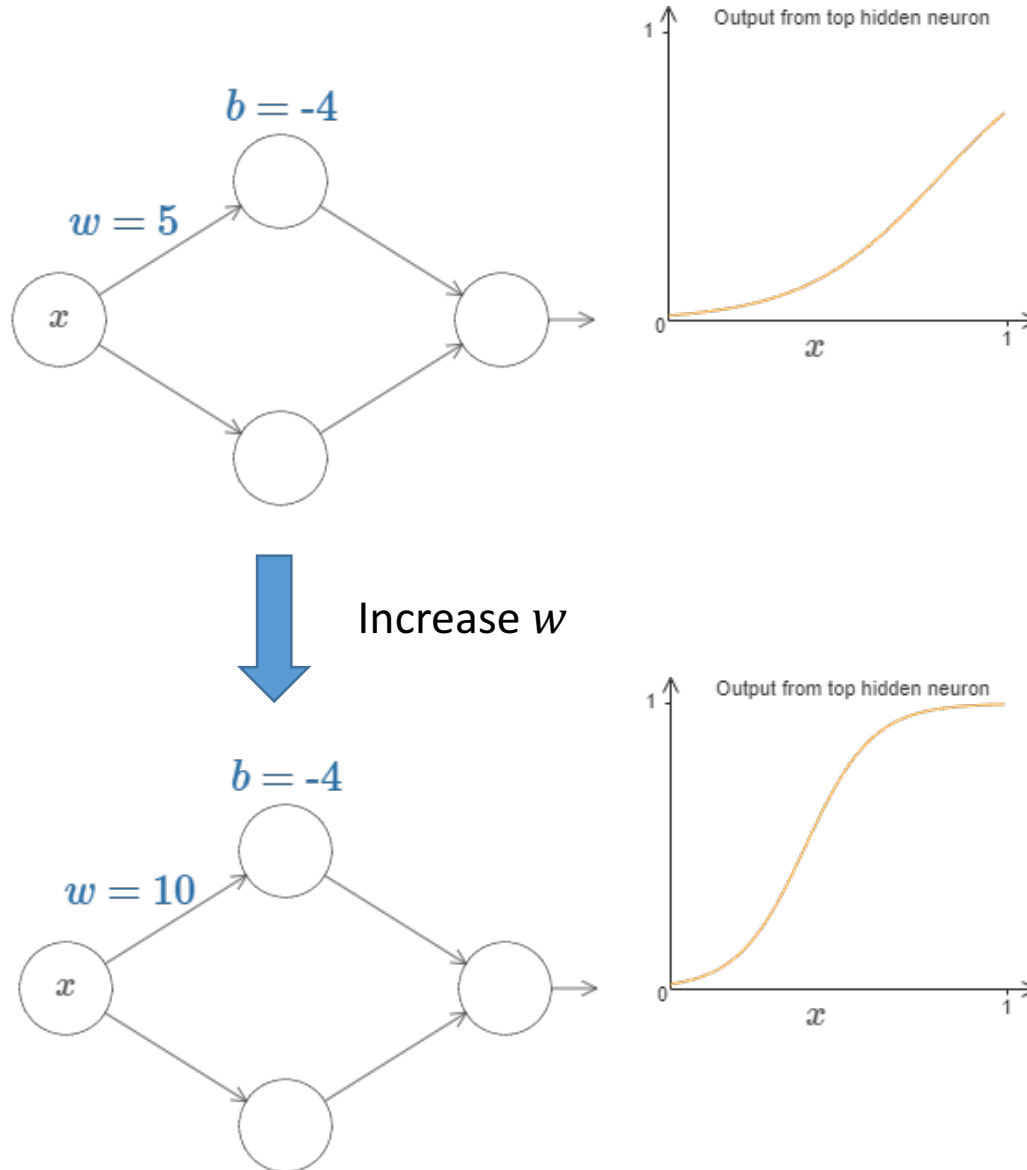 Output from top hidden neuron
1
b = -4
w = 5
x
0
1
x
Increase w
Output from top hidden neuron
1
b = -4
w = 10
x
0
1
x